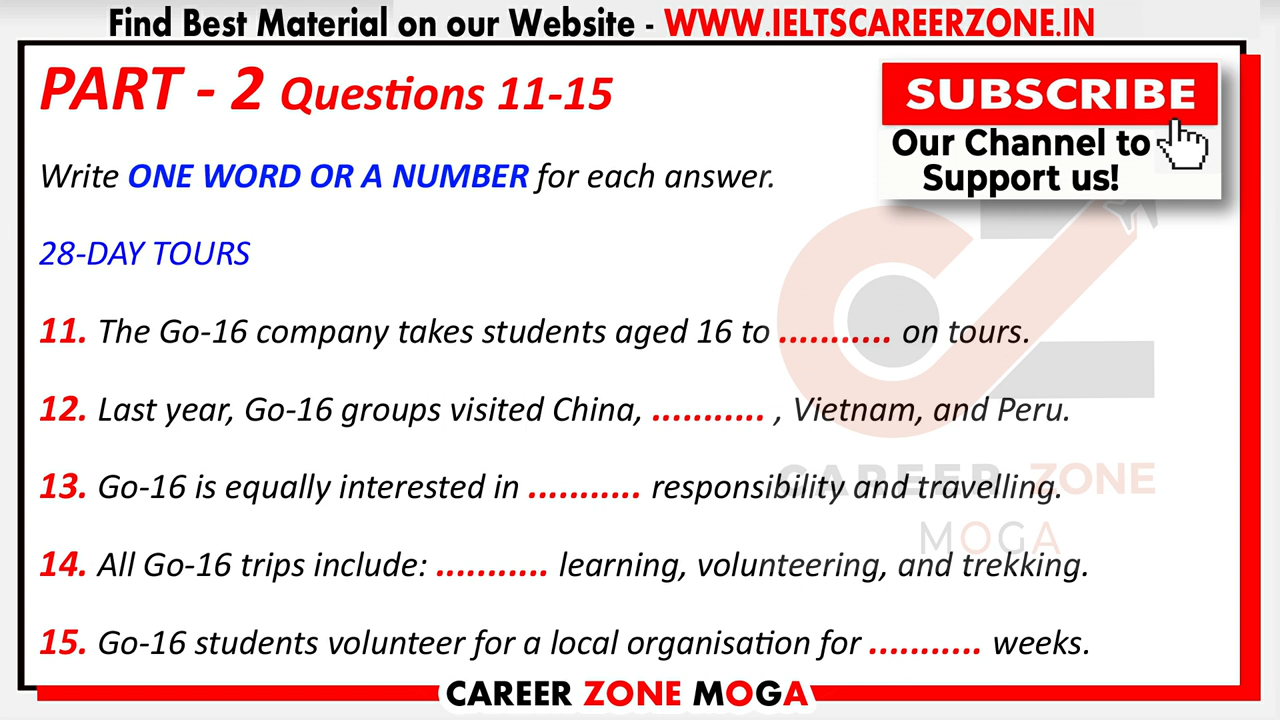 Find Best Material on our Website - WWW.IELTSCAREERZONE.IN
PART - 2 Questions 11-15
SUBSCRIBE
Our Channel to
Support us!
Write ONE WORD OR A NUMBER for each answer.
28-DAY TOURS
11. The Go-16 company takes students aged 16 to ........... on tours.
12. Last year, Go-16 groups visited China, ........... , Vietnam, and Peru.
13. Go-16 is equally interested in ........... responsibility and travelling.
CAREER ZONE
MOGA
14. All Go-16 trips include: ........... learning, volunteering, and trekking.
15. Go-16 students volunteer for a local organisation for ........... weeks.
CAREER ZONE MOGA